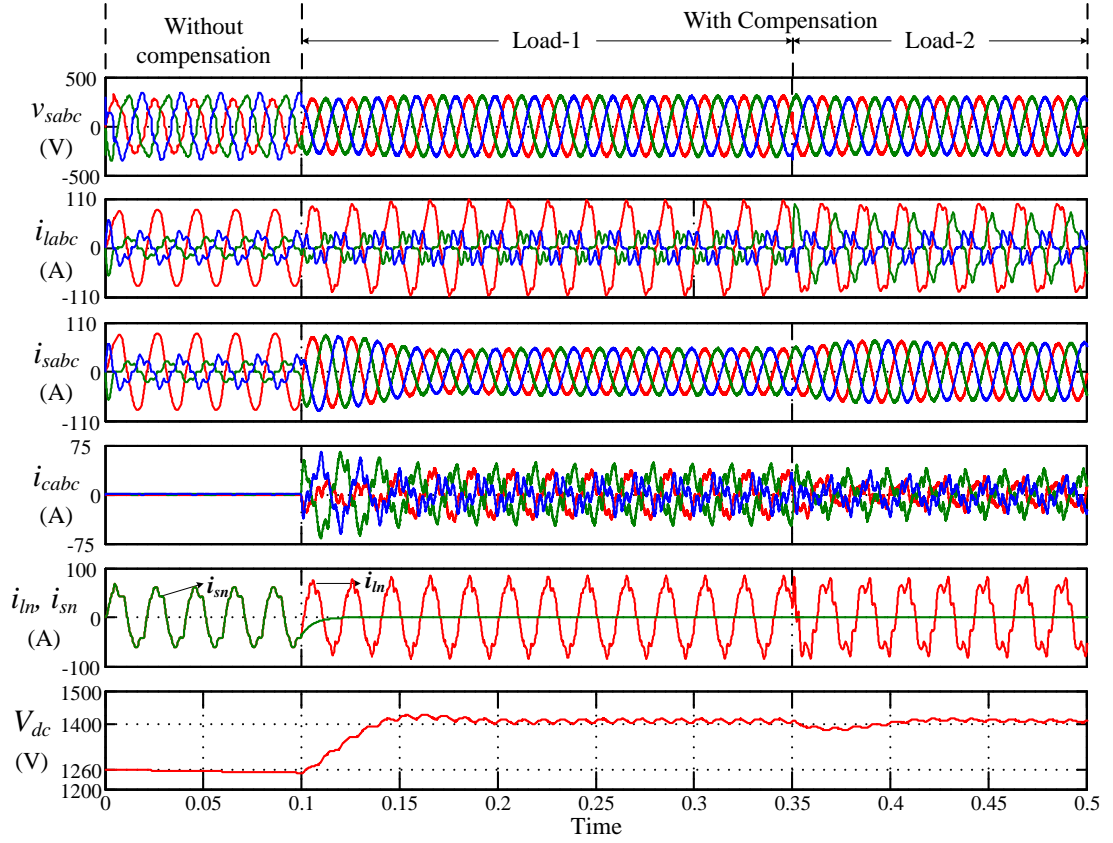 Without
compensation
With Compensation
Load-1
Load-2
500
v_sabc
0
(V)
-500
110
i_labc
0
(A)
-110
110
i_sabc
0
(A)
-110
75
i_cabc
0
(A)
-75
100
i_ln, i_sn
0
(A)
-100
i_sn
i_ln
1500
V_dc
1400
(V)
1260
1200
0 0.05 0.1 0.15 0.2 0.25 0.3 0.35 0.4 0.45 0.5
Time